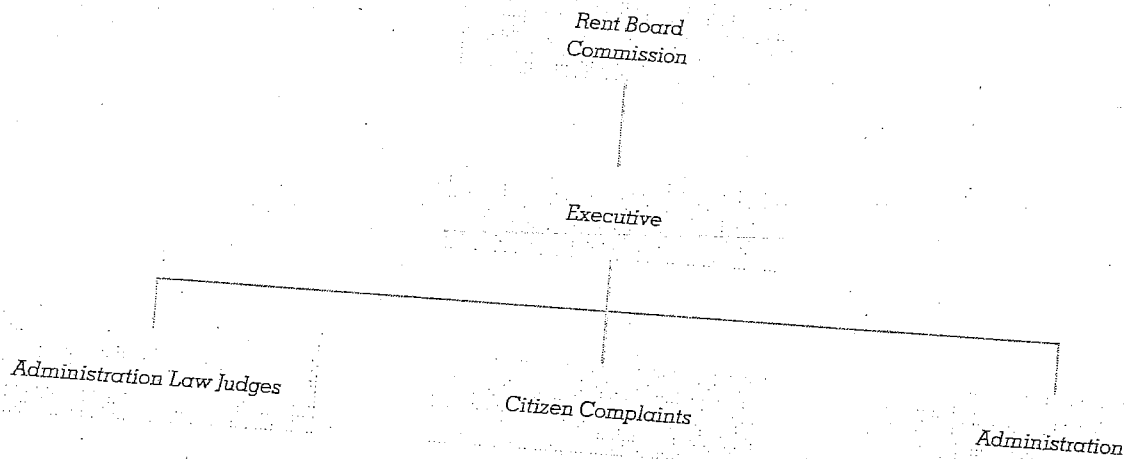 Rent Board
Commission
Executive
Administration Law Judges
Citizen Complaints
Administration